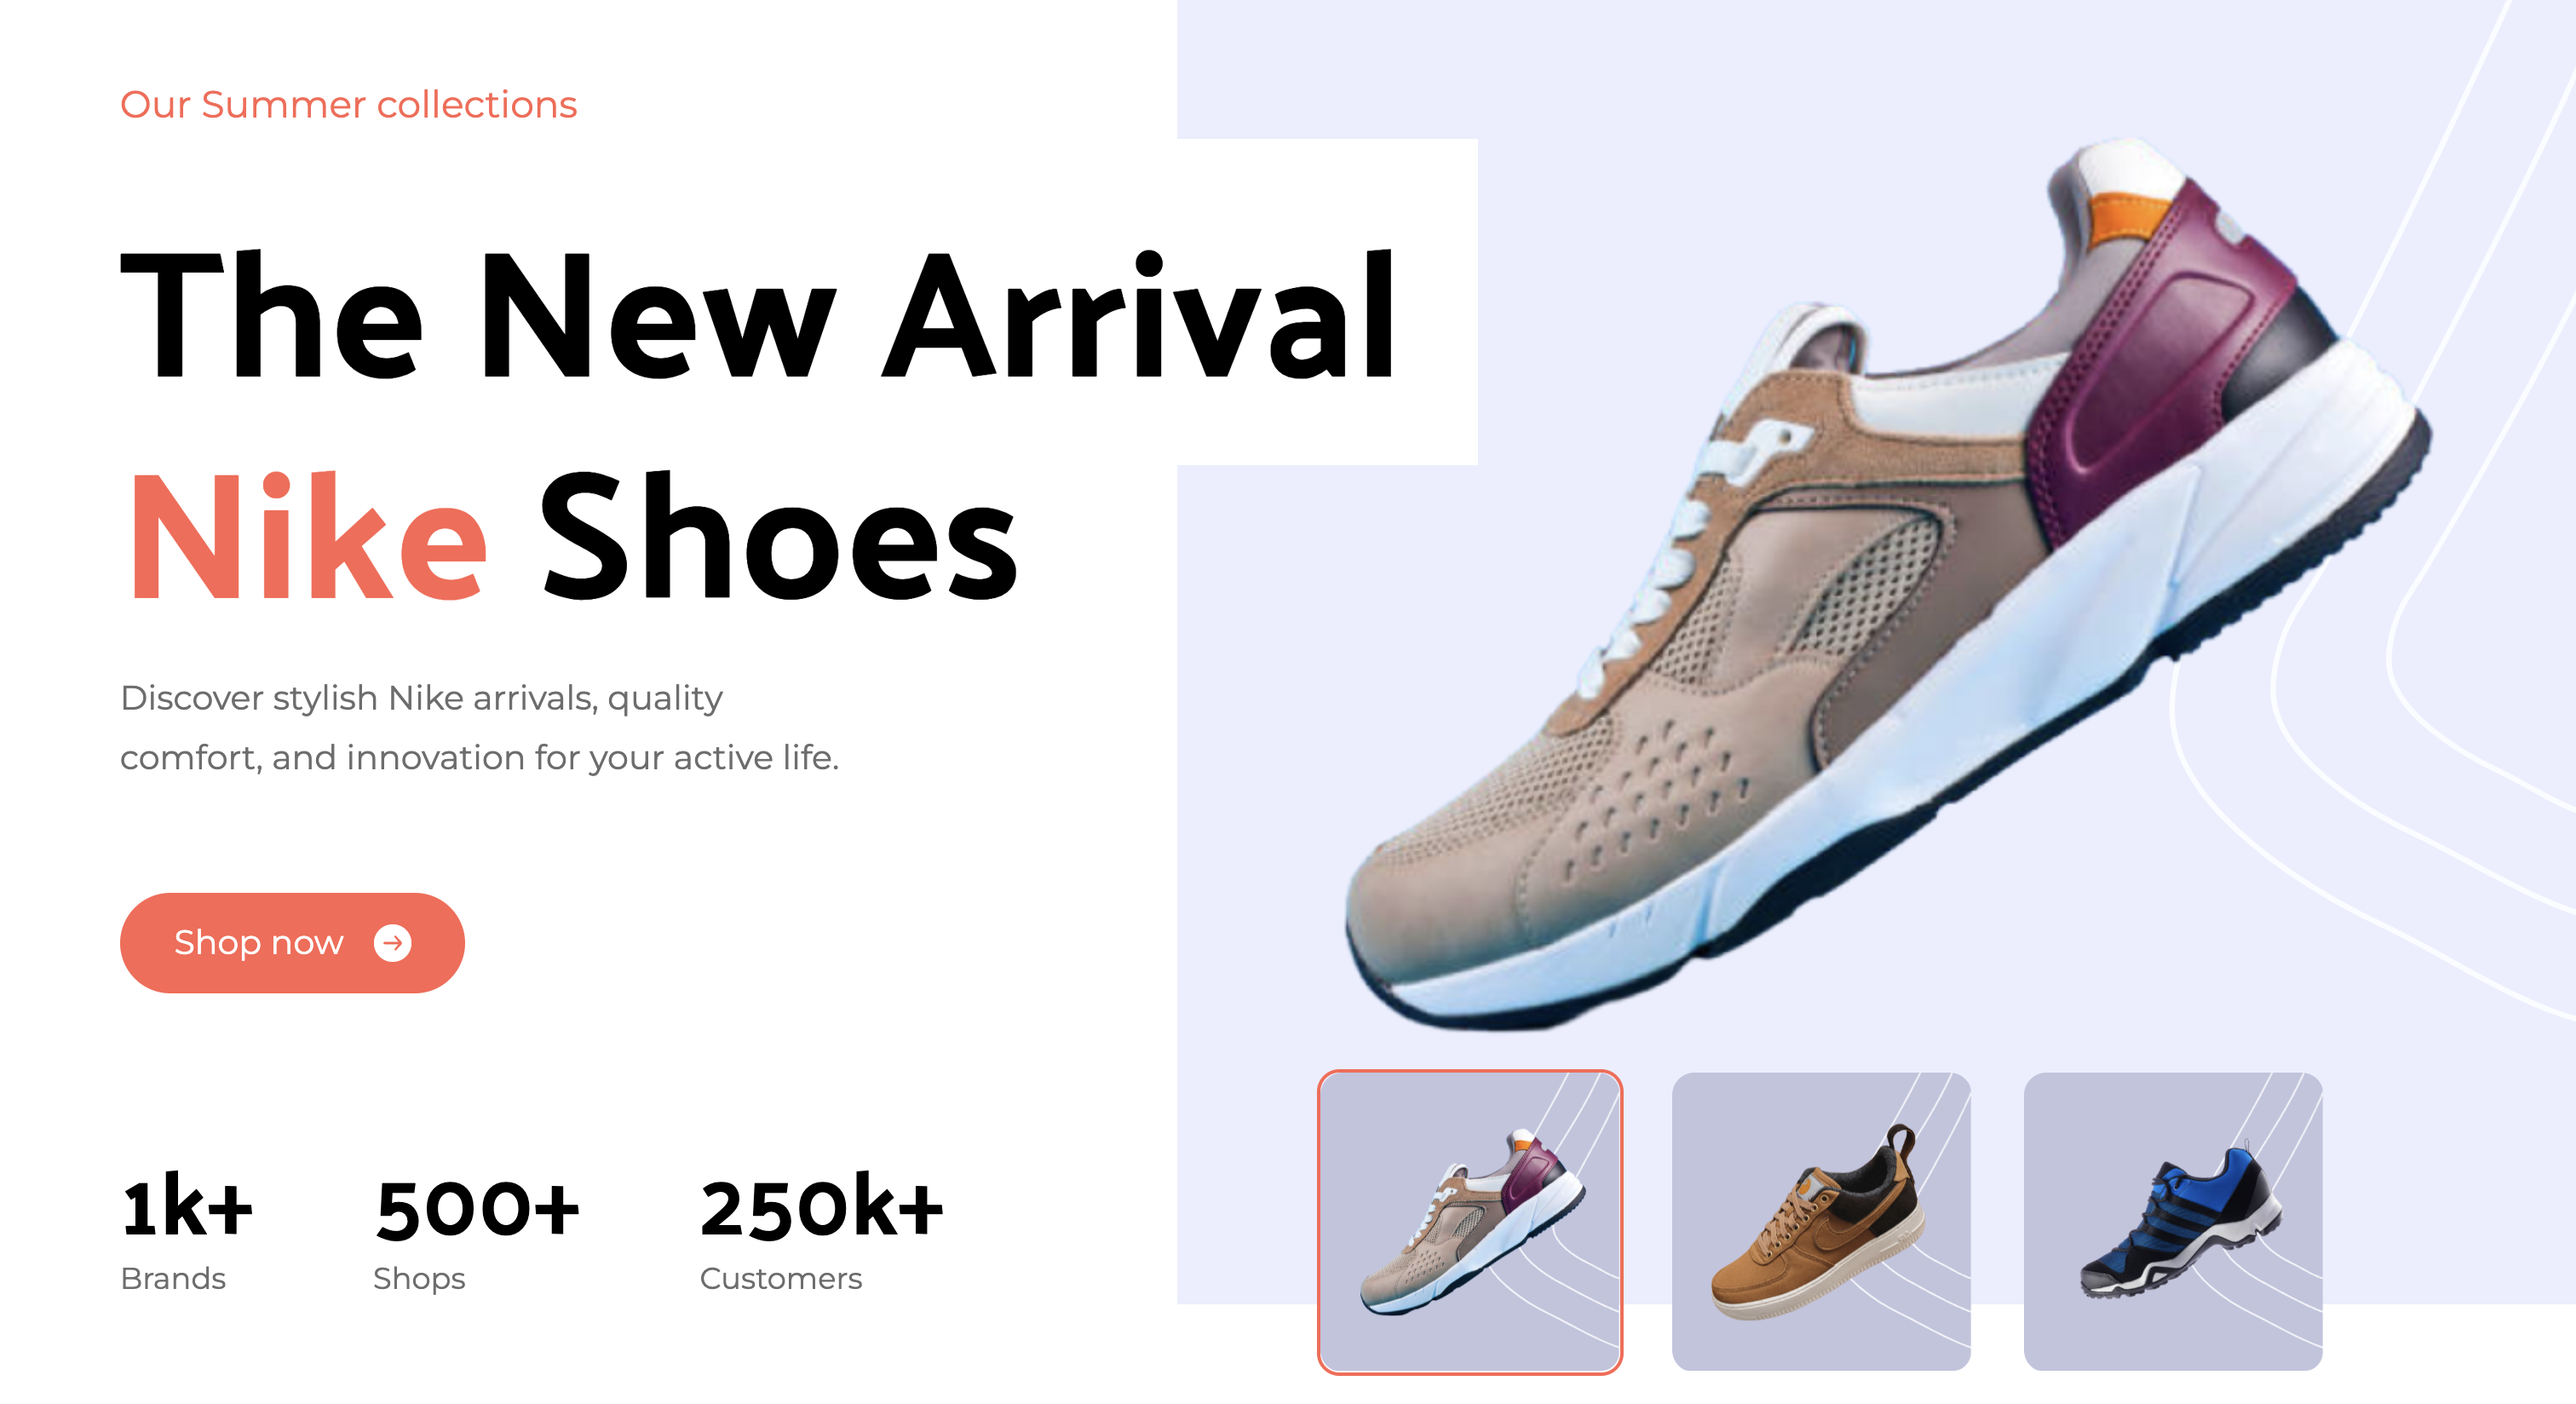 Our Summer collections
The New Arrival
Nike Shoes
Discover stylish Nike arrivals, quality
comfort, and innovation for your active life.
Shop now
1k+ 500+ 250k+
Brands Shops Customers